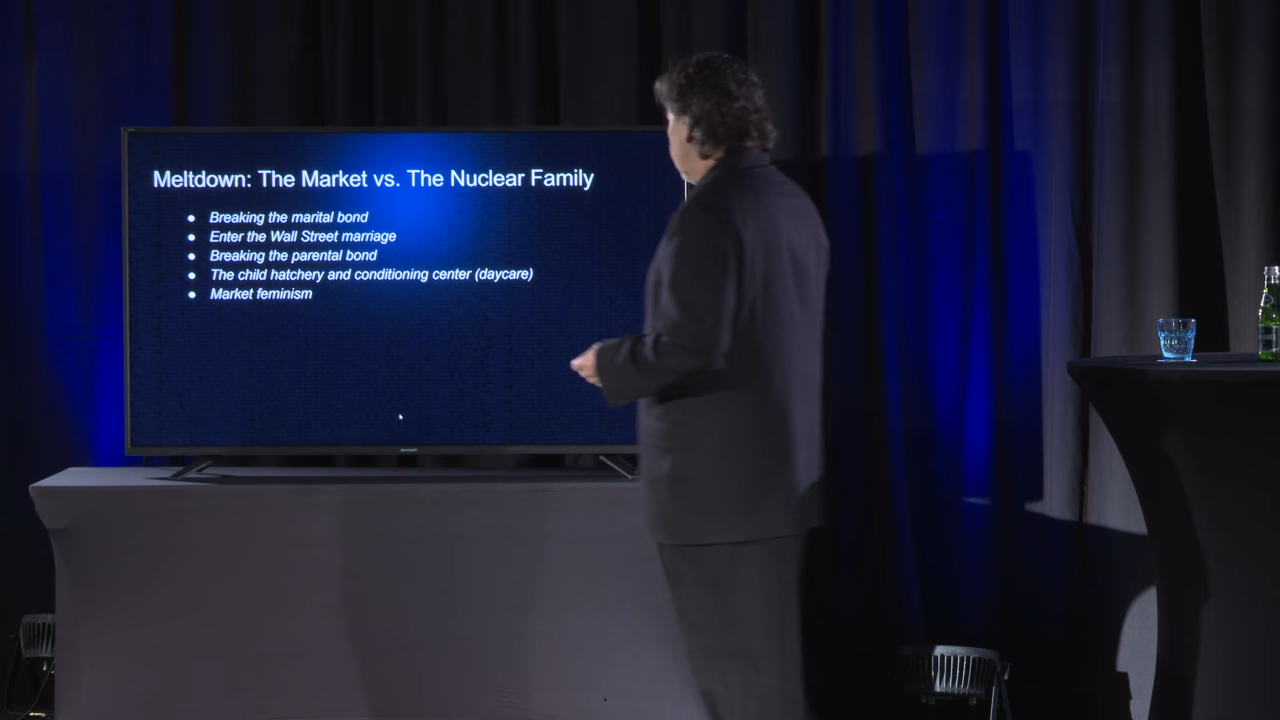 Meltdown: The Market vs. The Nuclear Family
● Breaking the marital bond
● Enter the Wall Street marriage
● Breaking the parental bond
● The child hatchery and conditioning center (daycare)
● Market feminism
SHARP